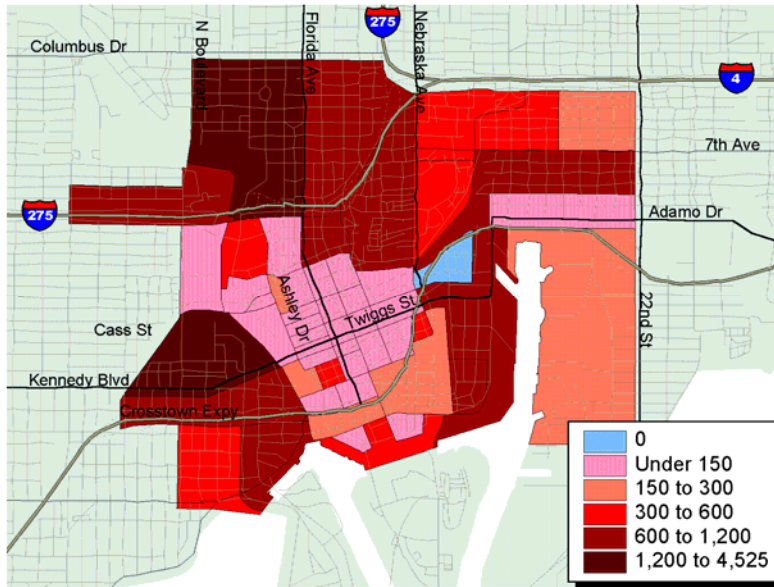 275
N Boulevard
Florida Ave
Nebraska Ave
Columbus Dr
4
7th Ave
275
Adamo Dr
Ashley Dr
Twiggs St
Cass St
22nd St
Kennedy Blvd
Crosstown Expy
0
Under 150
150 to 300
300 to 600
600 to 1,200
1,200 to 4,525